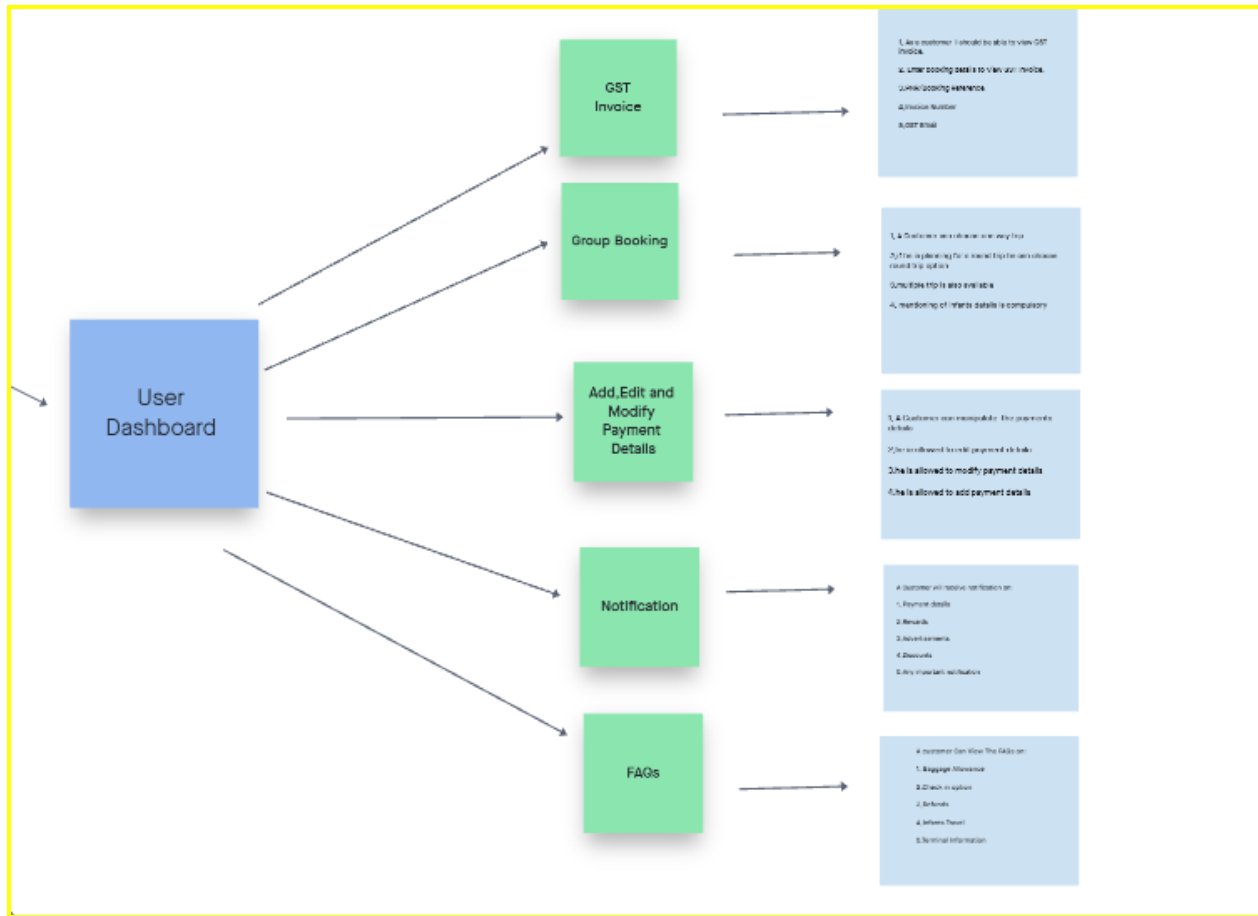 User
Dashboard
GST
Invoice
1, As a customer I should be able to view GST
Invoice.
2. Enter booking details to View GST Invoice.
3.PNR/Booking Reference
4,Invoice Number
5,GST Email
Group Booking
1, A Customer can choose one way trip
2,if he is planning for a round trip he can choose
round trip option
3.multiple trip is also available
4. mentioning of infants details is compulsory
Add,Edit and
Modify
Payment
Details
1, A Customer can manipulate the payments
details
2,he is allowed to edit payment details
3.he is allowed to modify payment details
4.he is allowed to add payment details
Notification
A customer will receive notification on:
1. Payment details
2.Rewards
3.Advertisements
4.Discounts
5.Any important notification
FAQs
A customer Can View The FAQs on:
1. Baggage Allowance
2.Check in option
3,Refunds
4,Infants Travel
5.Terminal Information